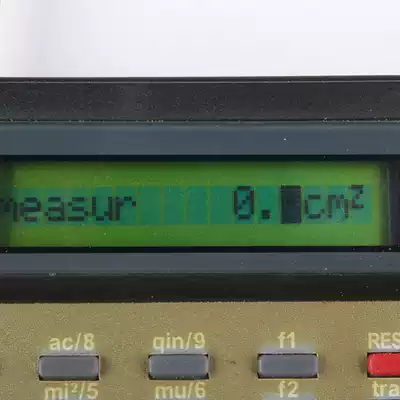 measur 0. cm²
ac/8 qin/9 f1 RES
mi²/5 mu/6 f2 tra